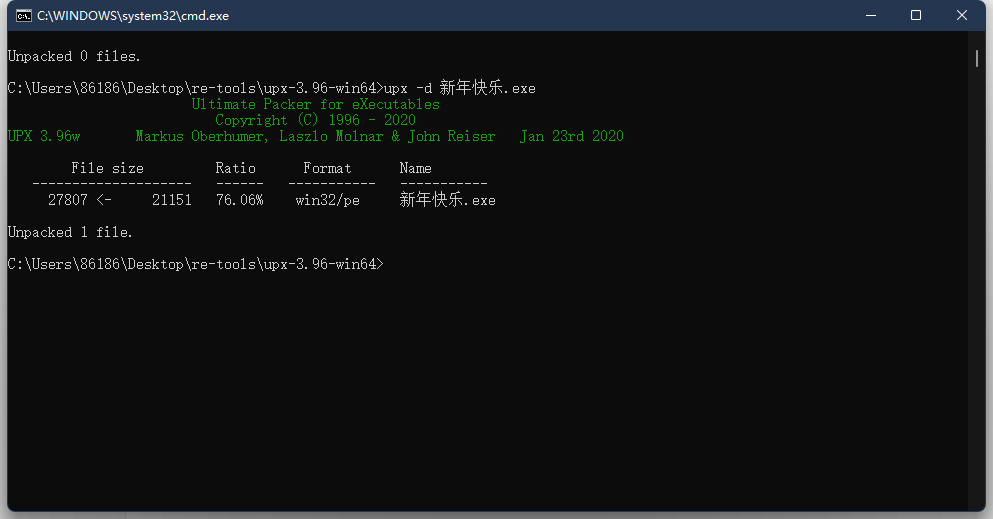 C:\WINDOWS\system32\cmd.exe
Unpacked 0 files.
C:\Users\86186\Desktop\re-tools\upx-3.96-win64>upx -d 新年快乐.exe
Ultimate Packer for eXecutables
Copyright (C) 1996 - 2020
UPX 3.96w Markus Oberhumer, Laszlo Molnar & John Reiser Jan 23rd 2020
File size Ratio Format Name
-------------------- ------ ----------- -----------
27807 <- 21151 76.06% win32/pe 新年快乐.exe
Unpacked 1 file.
C:\Users\86186\Desktop\re-tools\upx-3.96-win64>